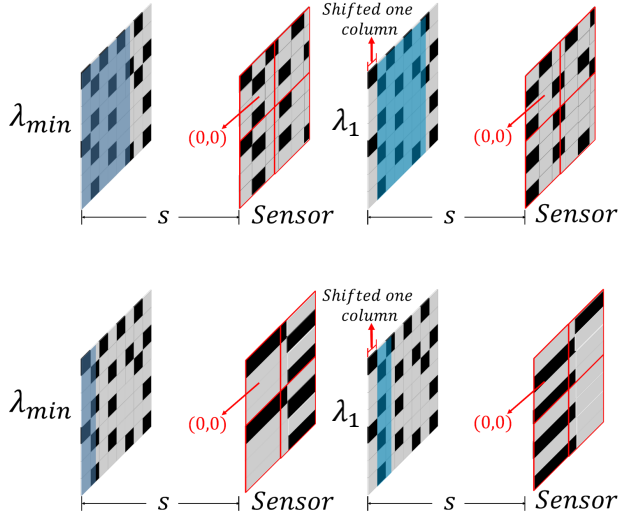 Shifted one
column
λmin
(0,0)
λ1
(0,0)
s
Sensor
s
Sensor
Shifted one
column
λmin
(0,0)
λ1
(0,0)
s
Sensor
s
Sensor